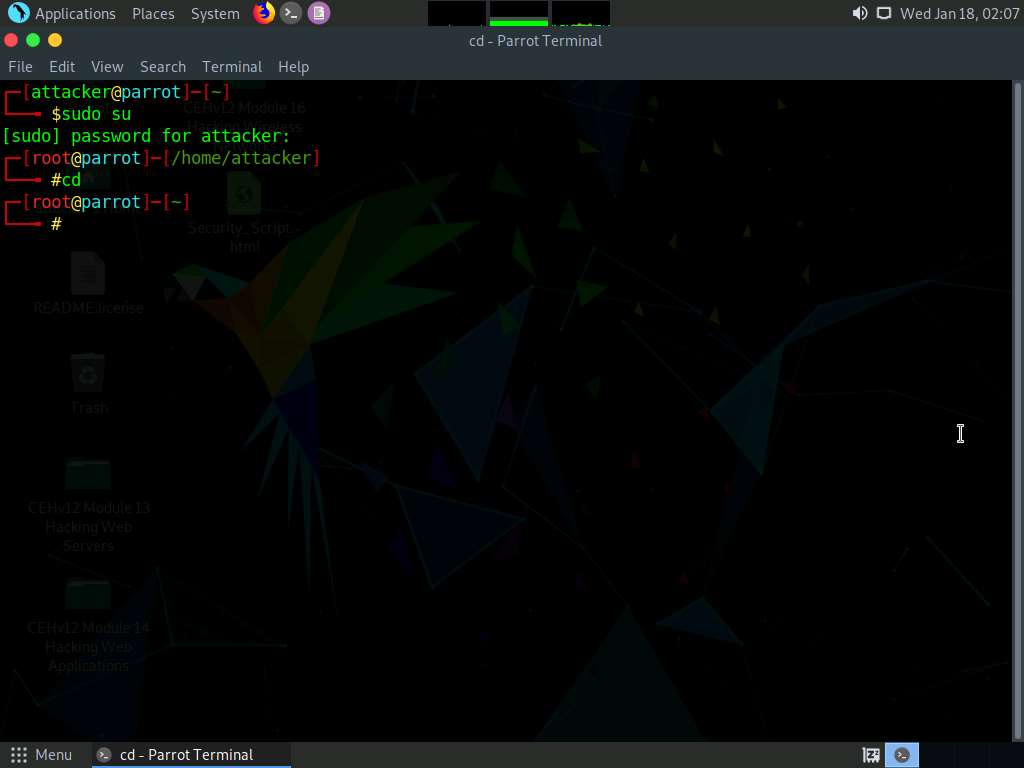 Applications Places System Wed Jan 18, 02:07
cd - Parrot Terminal
File Edit View Search Terminal Help
┌─[attacker@parrot]─[~]
└──╼ $sudo su
[sudo] password for attacker:
┌─[root@parrot]─[/home/attacker]
└──╼ #cd
┌─[root@parrot]─[~]
└──╼ #
CEHv12 Module 16
Hacking Wireless
Security_Script.-
html
README.license
Trash
CEHv12 Module 13
Hacking Web
Servers
CEHv12 Module 14
Hacking Web
Applications
Menu cd - Parrot Terminal